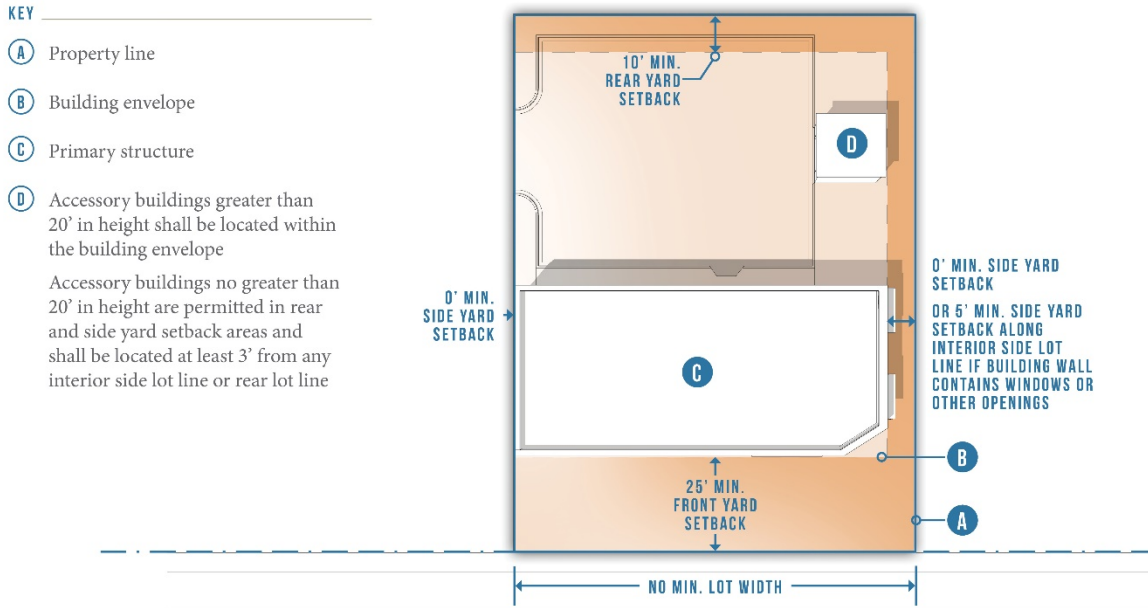 KEY
A Property line
B Building envelope
C Primary structure
D Accessory buildings greater than
20’ in height shall be located within
the building envelope
Accessory buildings no greater than
20’ in height are permitted in rear
and side yard setback areas and
shall be located at least 3’ from any
interior side lot line or rear lot line
10’ MIN.
REAR YARD
SETBACK
D
0’ MIN.
SIDE YARD
SETBACK
C
0’ MIN. SIDE YARD
SETBACK
OR 5’ MIN. SIDE YARD
SETBACK ALONG
INTERIOR SIDE LOT
LINE IF BUILDING WALL
CONTAINS WINDOWS OR
OTHER OPENINGS
B
25’ MIN.
FRONT YARD
SETBACK
A
NO MIN. LOT WIDTH